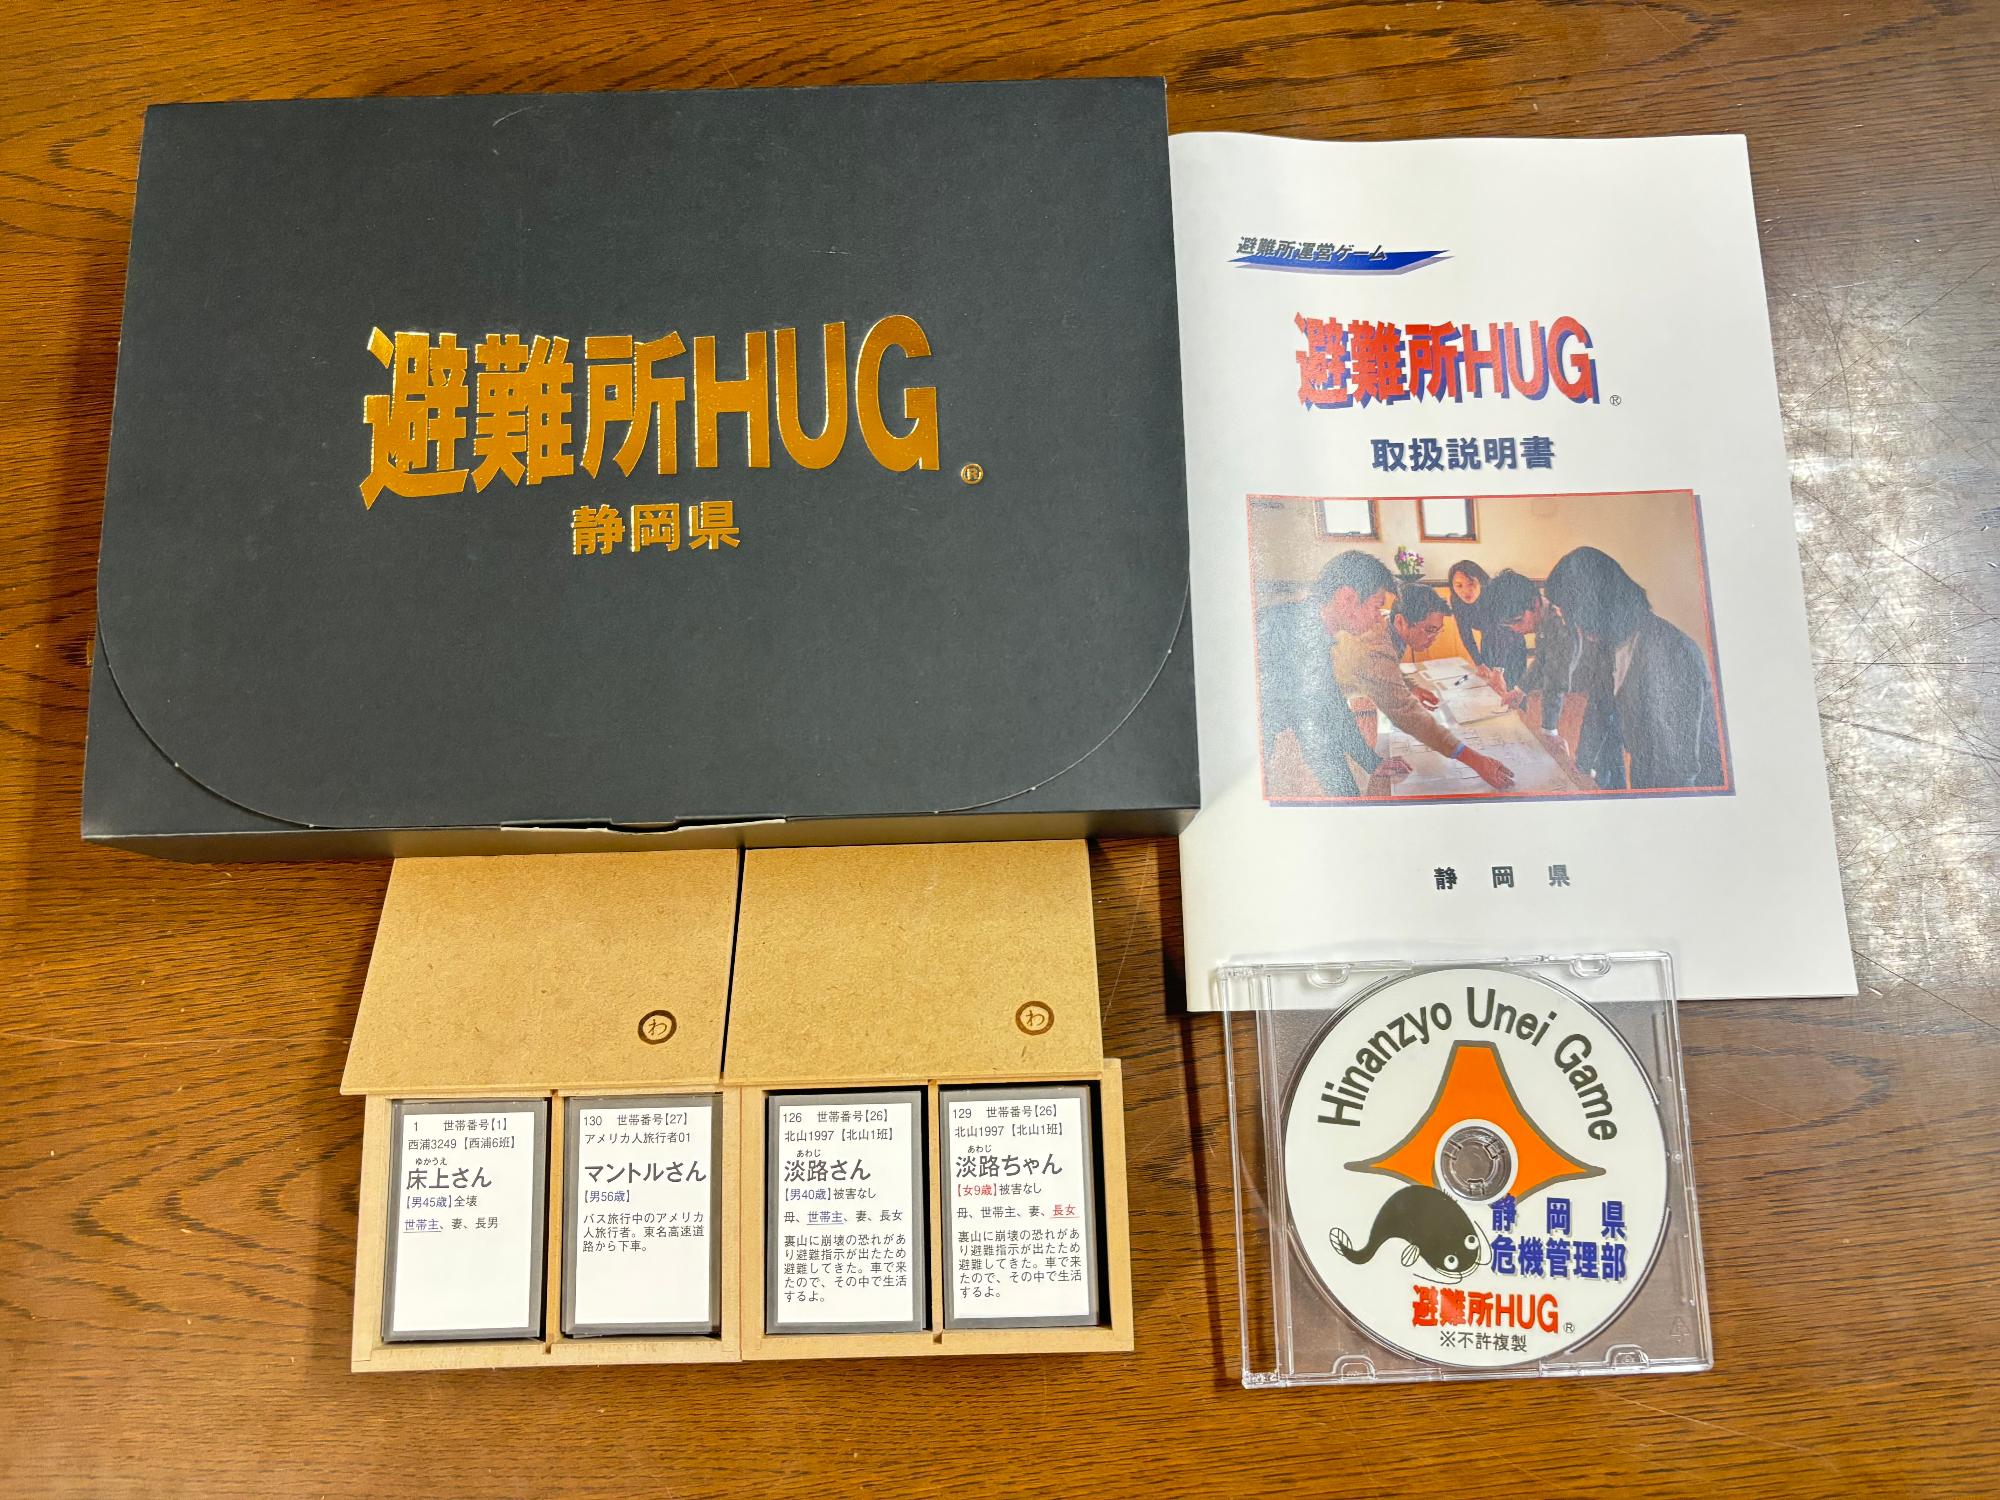 避難所HUG
®
静岡県
避難所運営ゲーム
避難所HUG
®
取扱説明書
静岡県
わ
わ
1 世帯番号【1】
西浦3249【西浦6班】
ゆかうえ
床上さん
【男45歳】全壊
世帯主、妻、長男
130 世帯番号【27】
アメリカ人旅行者01
マントルさん
【男56歳】
バス旅行中のアメリカ
人旅行者。東名高速道
路から下車。
126 世帯番号【26】
北山1997【北山1班】
あわじ
淡路さん
【男40歳】被害なし
母、世帯主、妻、長女
裏山に崩壊の恐れがあ
り避難指示が出たため
避難してきた。車で来
たので、その中で生活
するよ。
129 世帯番号【26】
北山1997【北山1班】
あわじ
淡路ちゃん
【女9歳】被害なし
母、世帯主、妻、長女
裏山に崩壊の恐れがあ
り避難指示が出たため
避難してきた。車で来
たので、その中で生活
するよ。
Hinanzyo Unei Game
静岡県
危機管理部
避難所HUG
®
※不許複製